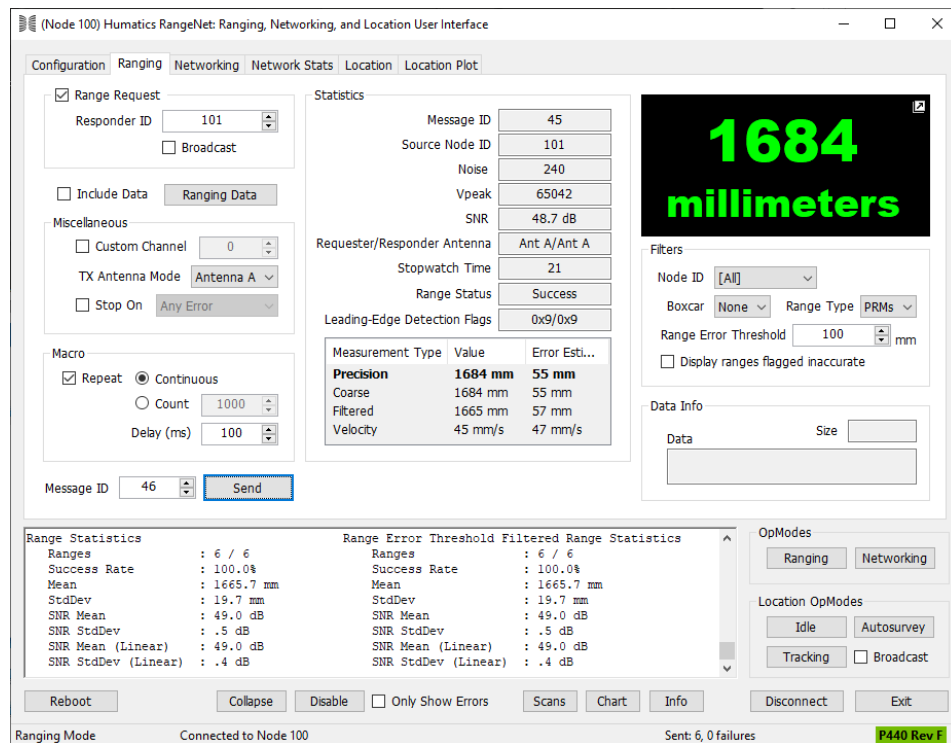 (Node 100) Humatics RangeNet: Ranging, Networking, and Location User Interface
Configuration Ranging Networking Network Stats Location Location Plot
Range Request
Responder ID 101
Broadcast
Include Data Ranging Data
Miscellaneous
Custom Channel 0
TX Antenna Mode Antenna A
Stop On Any Error
Macro
Repeat Continuous
Count 1000
Delay (ms) 100
Message ID 46 Send
Statistics
Message ID 45
Source Node ID 101
Noise 240
Vpeak 65042
SNR 48.7 dB
Requester/Responder Antenna Ant A/Ant A
Stopwatch Time 21
Range Status Success
Leading-Edge Detection Flags 0x9/0x9
Measurement Type Value Error Esti...
Precision 1684 mm 55 mm
Coarse 1684 mm 55 mm
Filtered 1665 mm 57 mm
Velocity 45 mm/s 47 mm/s
1684
millimeters
Filters
Node ID [All]
Boxcar None Range Type PRMs
Range Error Threshold 100 mm
Display ranges flagged inaccurate
Data Info
Data Size
Range Statistics Range Error Threshold Filtered Range Statistics
Ranges : 6 / 6 Ranges : 6 / 6
Success Rate : 100.0% Success Rate : 100.0%
Mean : 1665.7 mm Mean : 1665.7 mm
StdDev : 19.7 mm StdDev : 19.7 mm
SNR Mean : 49.0 dB SNR Mean : 49.0 dB
SNR StdDev : .5 dB SNR StdDev : .5 dB
SNR Mean (Linear) : 49.0 dB SNR Mean (Linear) : 49.0 dB
SNR StdDev (Linear) : .4 dB SNR StdDev (Linear) : .4 dB
OpModes
Ranging Networking
Location OpModes
Idle Autosurvey
Tracking Broadcast
Reboot Collapse Disable Only Show Errors Scans Chart Info Disconnect Exit
Ranging Mode Connected to Node 100 Sent: 6, 0 failures P440 Rev F